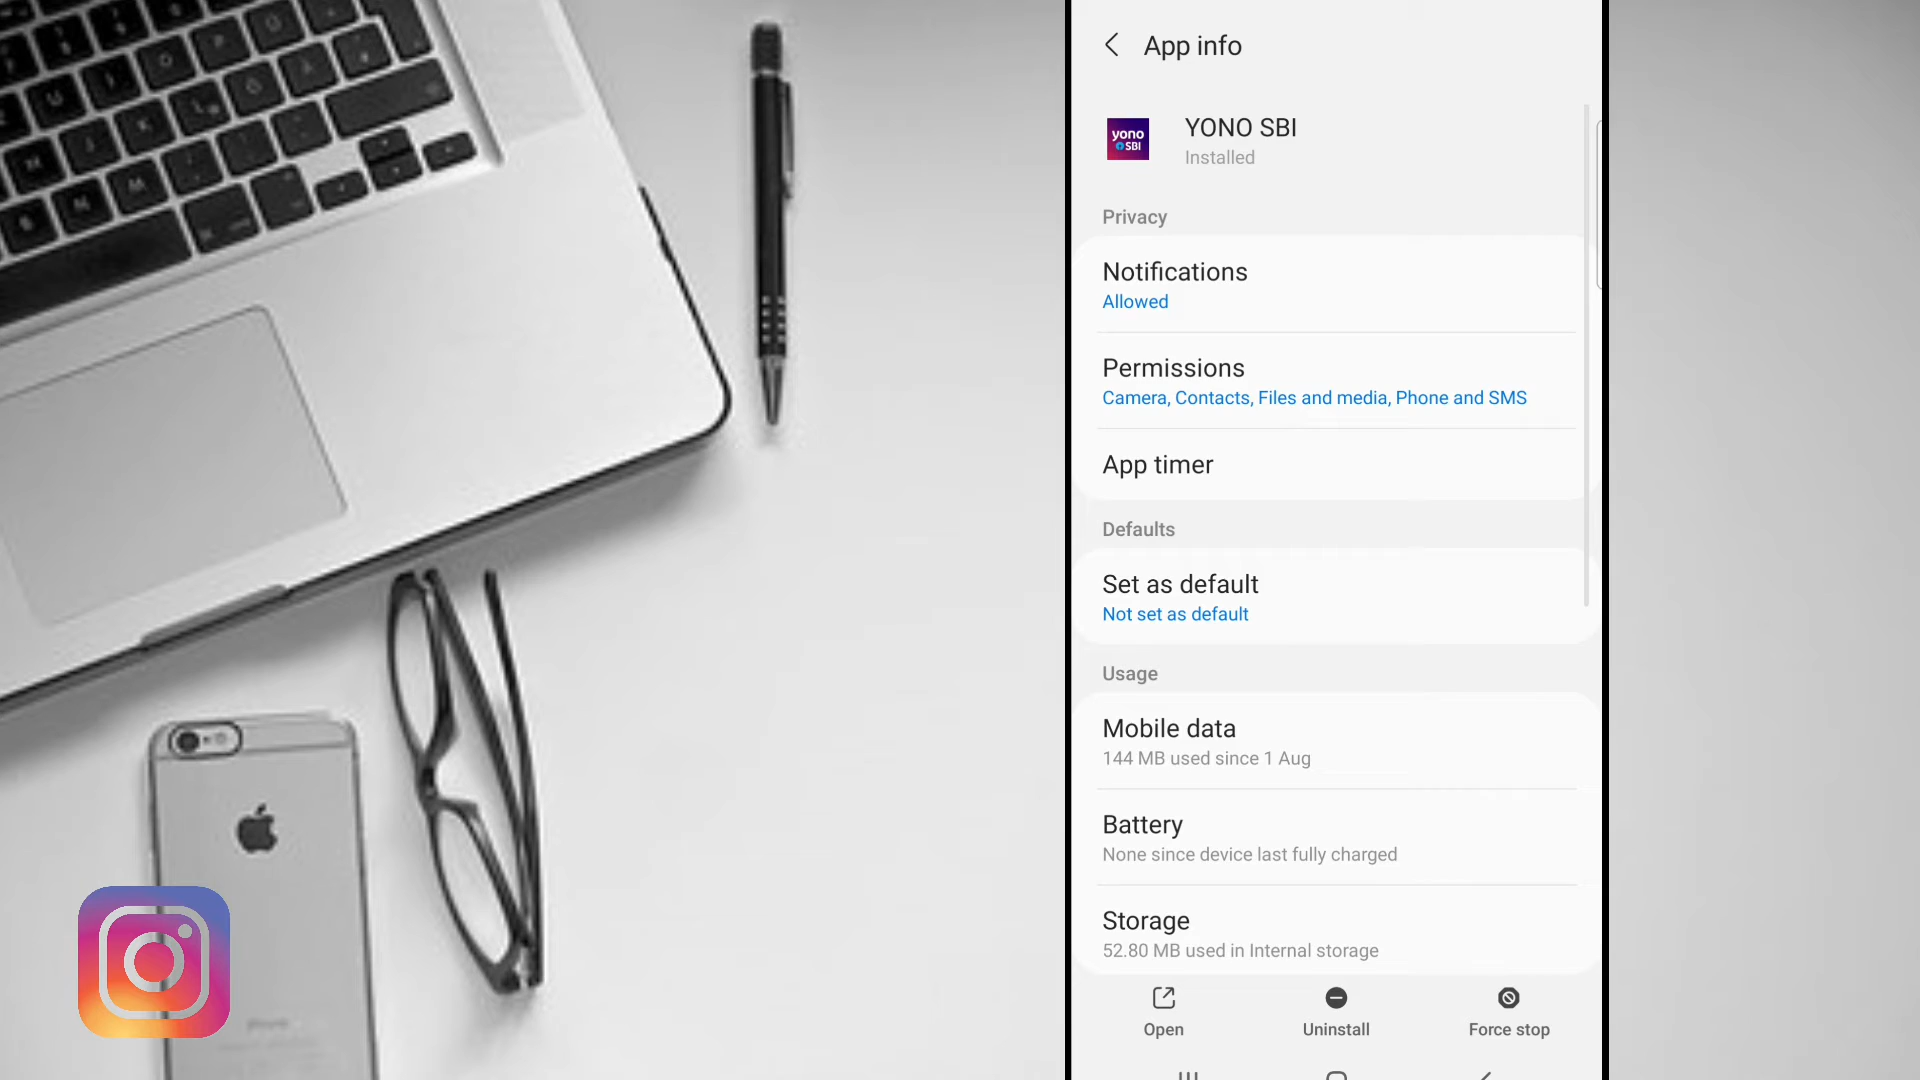 App info
yono
SBI
YONO SBI
Installed
Privacy
Notifications
Allowed
Permissions
Camera, Contacts, Files and media, Phone and SMS
App timer
Defaults
Set as default
Not set as default
Usage
Mobile data
144 MB used since 1 Aug
Battery
None since device last fully charged
Storage
52.80 MB used in Internal storage
Open
Uninstall
Force stop